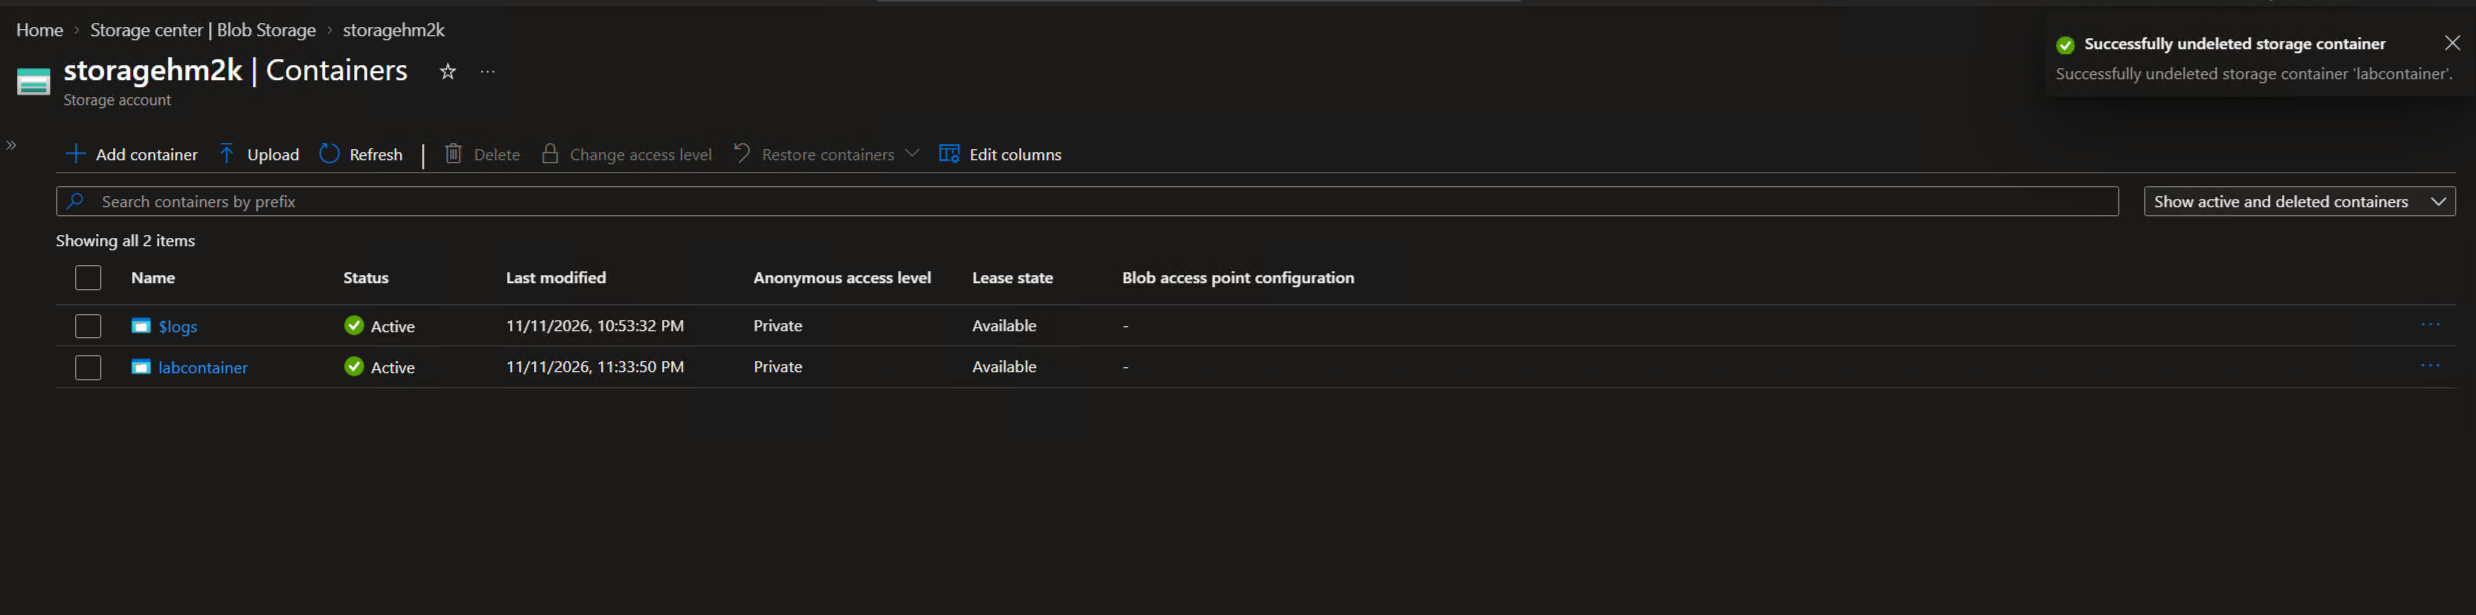 Home > Storage center | Blob Storage > storagehm2k
storagehm2k | Containers ☆ ...
Storage account
Successfully undeleted storage container
Successfully undeleted storage container 'labcontainer'.
Add container Upload Refresh | Delete Change access level Restore containers Edit columns
Search containers by prefix Show active and deleted containers
Showing all 2 items
Name Status Last modified Anonymous access level Lease state Blob access point configuration
$logs Active 11/11/2026, 10:53:32 PM Private Available - ...
labcontainer Active 11/11/2026, 11:33:50 PM Private Available - ...